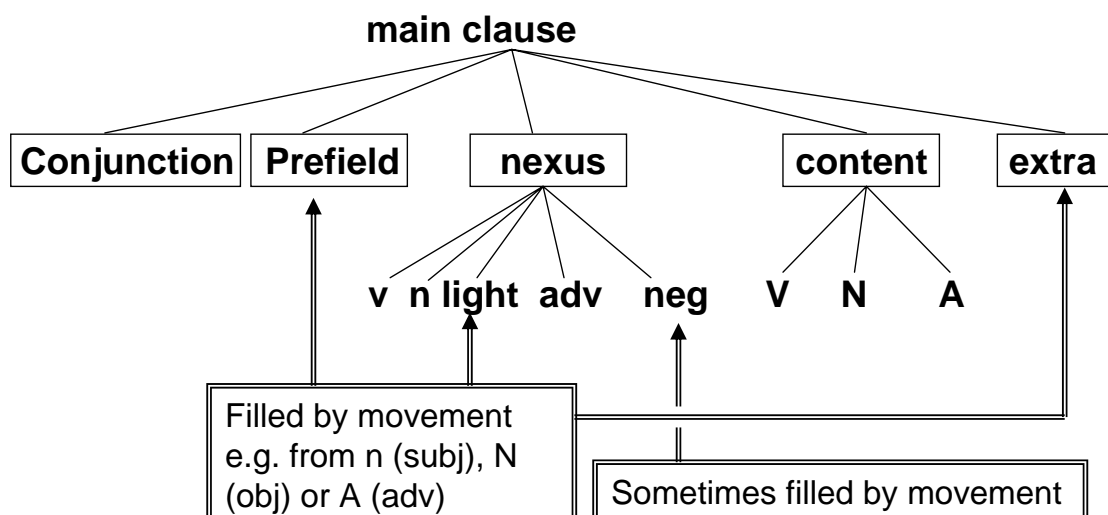 main clause
Conjunction Prefield nexus content extra
v n light adv neg V N A
Filled by movement
e.g. from n (subj), N
(obj) or A (adv)
Sometimes filled by movement